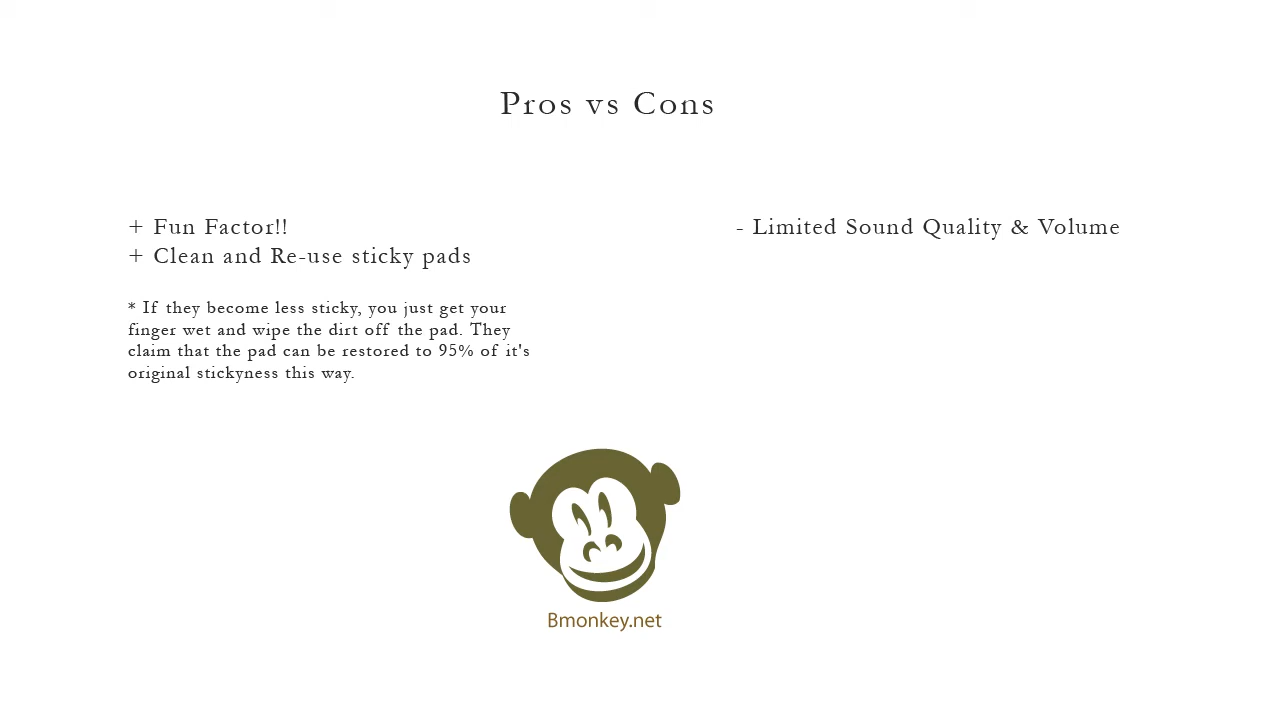 Pros vs Cons
+ Fun Factor!!
+ Clean and Re-use sticky pads
* If they become less sticky, you just get your
finger wet and wipe the dirt off the pad. They
claim that the pad can be restored to 95% of it's
original stickyness this way.
- Limited Sound Quality & Volume
Bmonkey.net